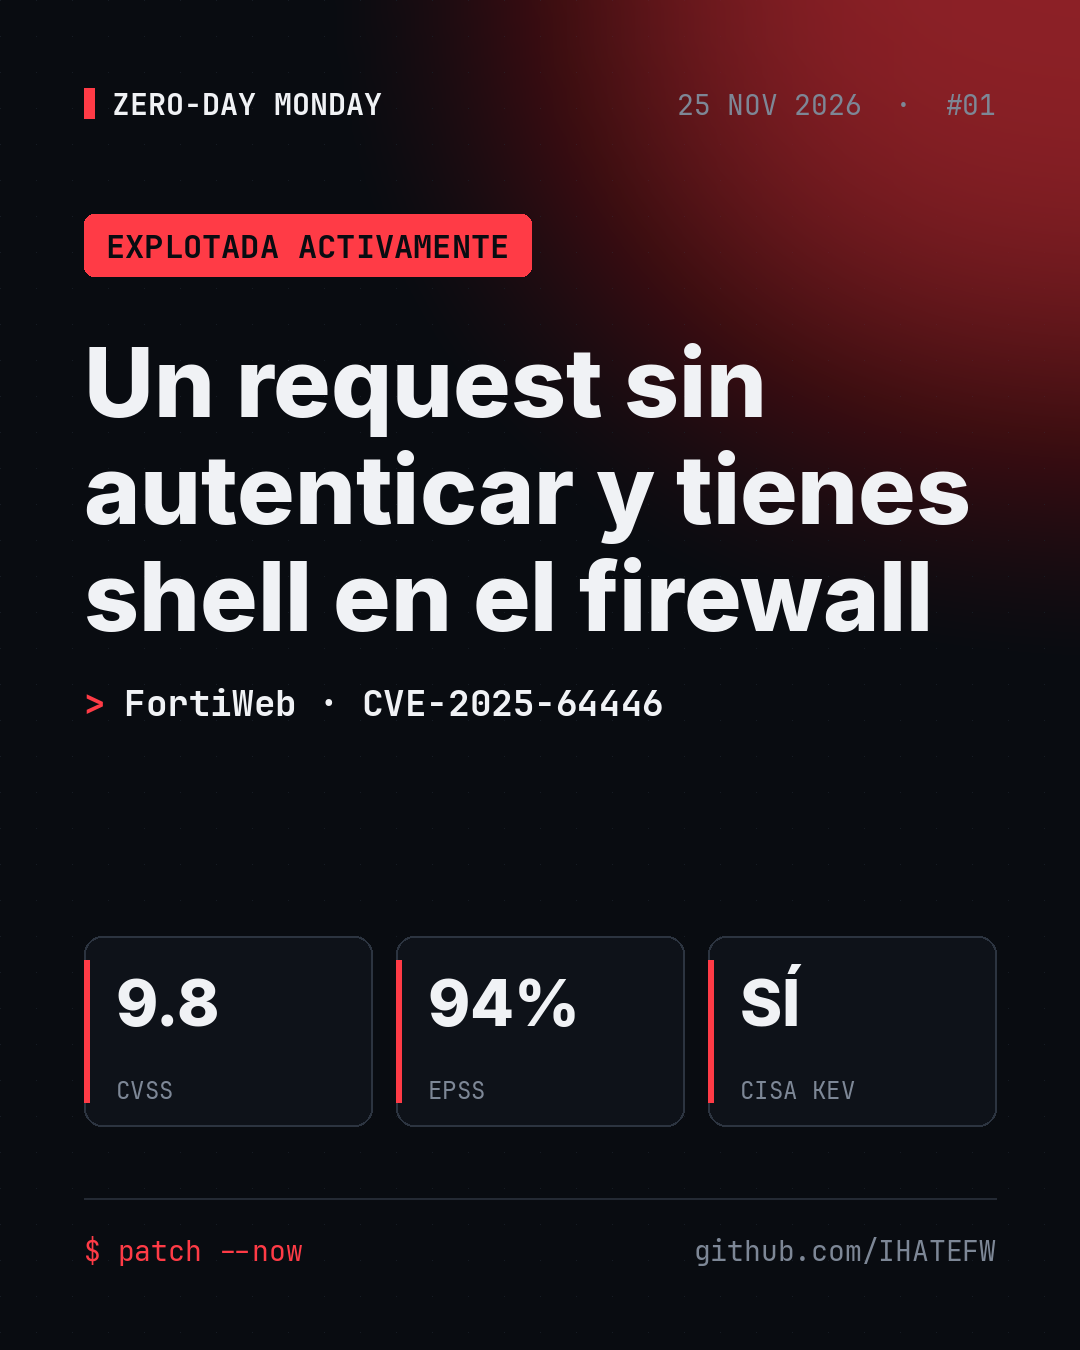 ZERO-DAY MONDAY
25 NOV 2026 · #01
EXPLOTADA ACTIVAMENTE
Un request sin
autenticar y tienes
shell en el firewall
> FortiWeb · CVE-2025-64446
9.8
CVSS
94%
EPSS
SÍ
CISA KEV
$ patch --now
github.com/IHATEFW